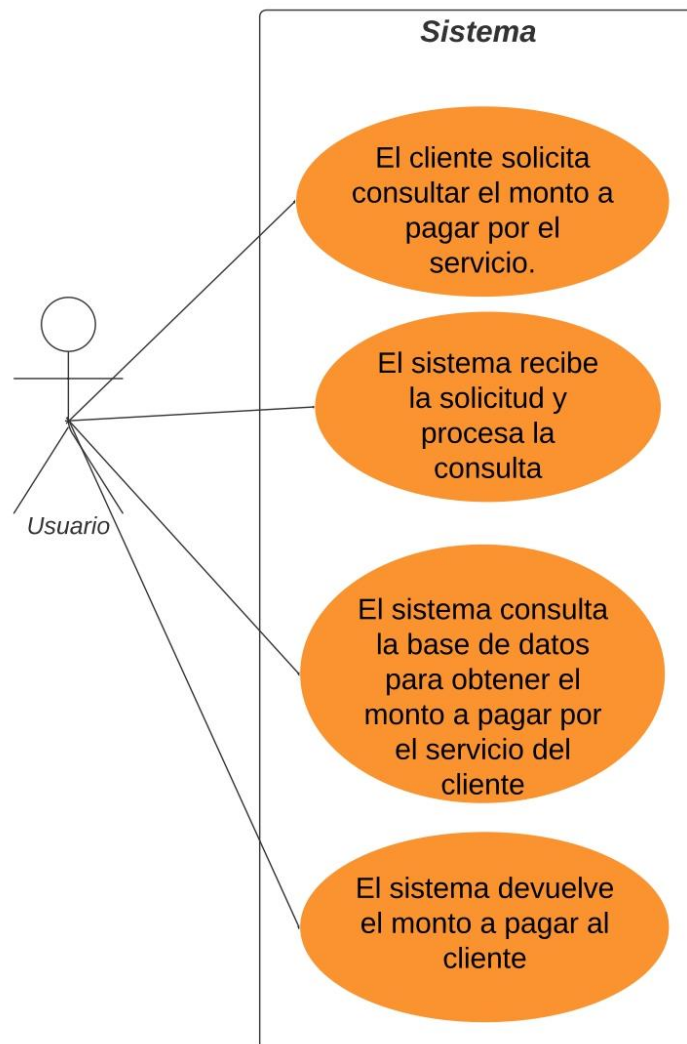 Sistema
El cliente solicita
consultar el monto a
pagar por el
servicio.
El sistema recibe
la solicitud y
procesa la
consulta
Usuario
El sistema consulta
la base de datos
para obtener el
monto a pagar por
el servicio del
cliente
El sistema devuelve
el monto a pagar al
cliente